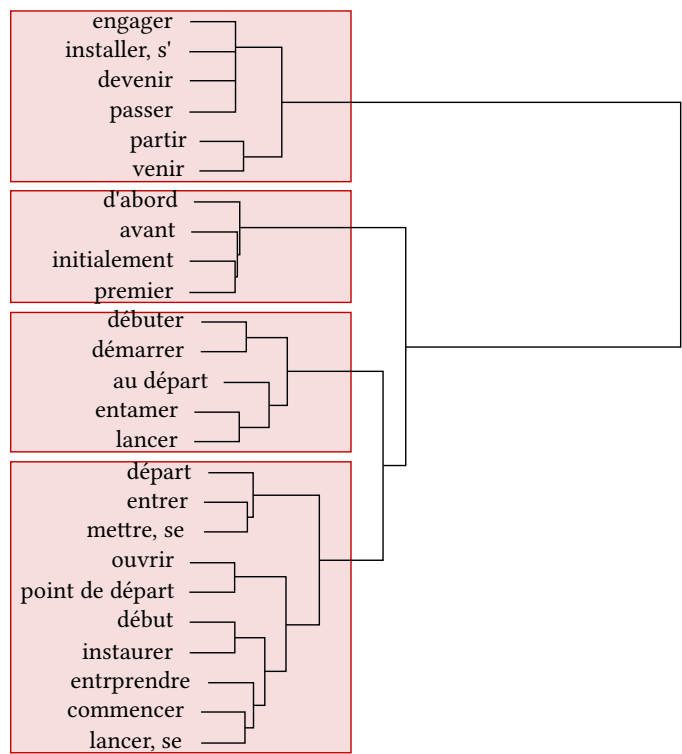 engager
installer, s'
devenir
passer
partir
venir
d'abord
avant
initialement
premier
débuter
démarrer
au départ
entamer
lancer
départ
entrer
mettre, se
ouvrir
point de départ
début
instaurer
entrprendre
commencer
lancer, se